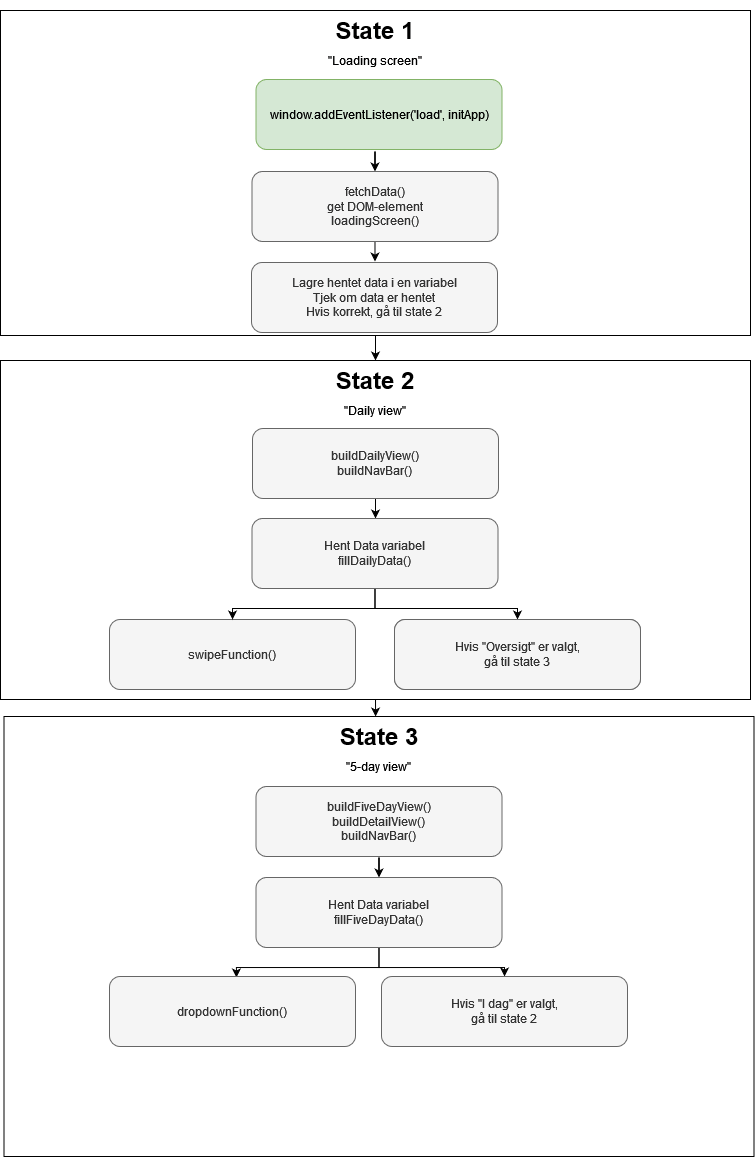 State 1
"Loading screen"
window.addEventListener('load', initApp)
fetchData()
get DOM-element
loadingScreen()
Lagre hentet data i en variabel
Tjek om data er hentet
Hvis korrekt, gå til state 2
State 2
"Daily view"
buildDailyView()
buildNavBar()
Hent Data variabel
fillDailyData()
swipeFunction()
Hvis "Oversigt" er valgt,
gå til state 3
State 3
"5-day view"
buildFiveDayView()
buildDetailView()
buildNavBar()
Hent Data variabel
fillFiveDayData()
dropdownFunction()
Hvis "I dag" er valgt,
gå til state 2